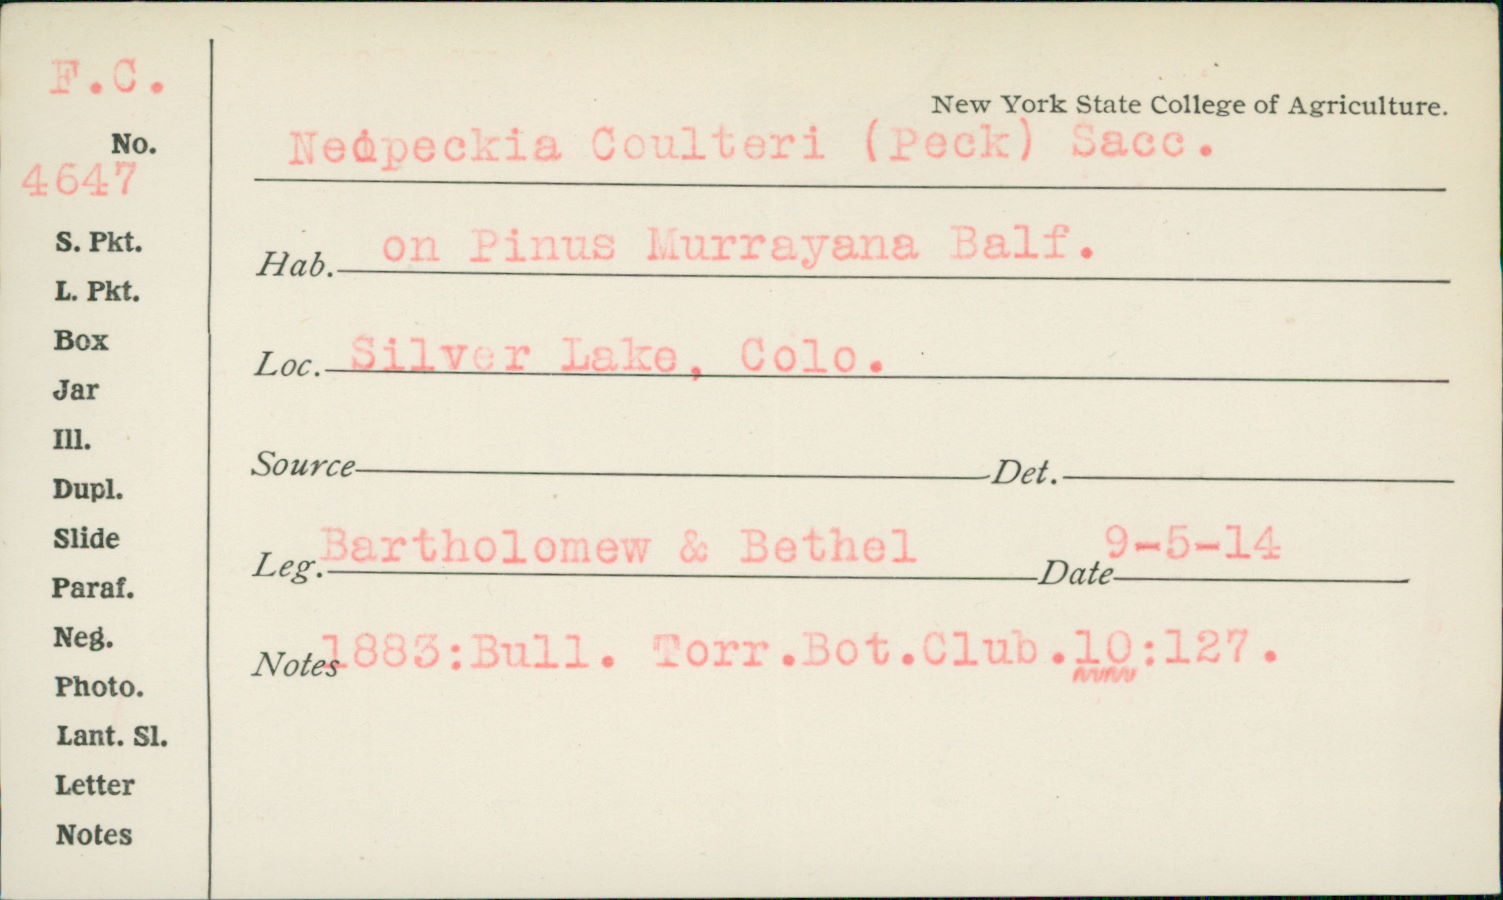 F.C.
New York State College of Agriculture.
No.
4647
Neopeckia Coulteri (Peck) Sacc.
S. Pkt.
Hab. on Pinus Murrayana Balf.
L. Pkt.
Box
Loc. Silver Lake, Colo.
Jar
Ill.
Source Det.
Dupl.
Slide
Leg. Bartholomew & Bethel Date 9-5-14
Paraf.
Neg.
Notes 1883:Bull. Torr.Bot.Club.10:127.
Photo.
Lant. Sl.
Letter
Notes